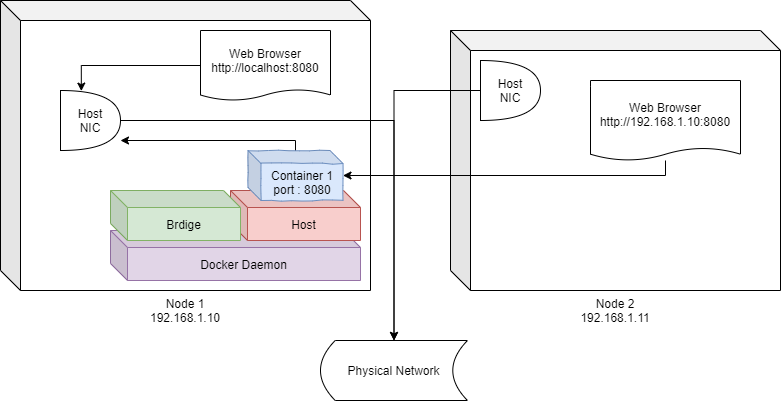 Web Browser
http://localhost:8080
Host
NIC
Container 1
port : 8080
Brdige
Host
Docker Daemon
Node 1
192.168.1.10
Host
NIC
Web Browser
http://192.168.1.10:8080
Node 2
192.168.1.11
Physical Network